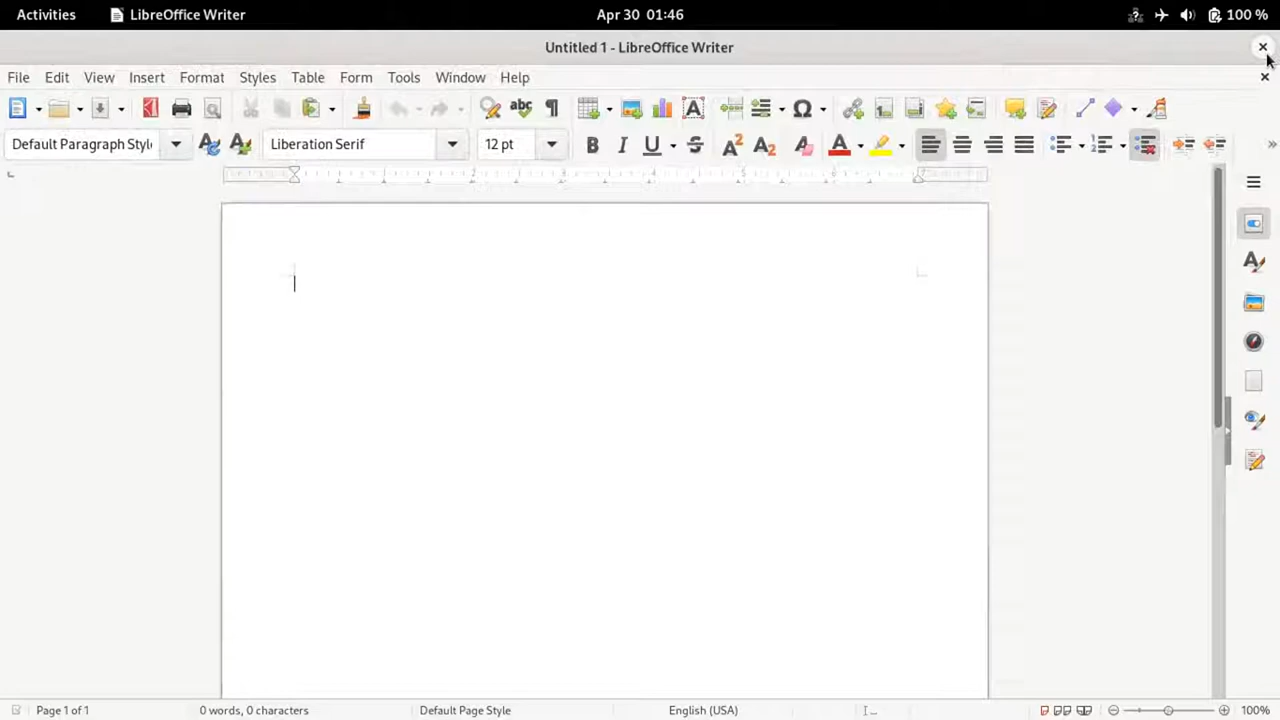 Activities LibreOffice Writer Apr 30 01:46 100 %
Untitled 1 - LibreOffice Writer
File Edit View Insert Format Styles Table Form Tools Window Help
Default Paragraph Styl Liberation Serif 12 pt
Page 1 of 1 0 words, 0 characters Default Page Style English (USA) 100%